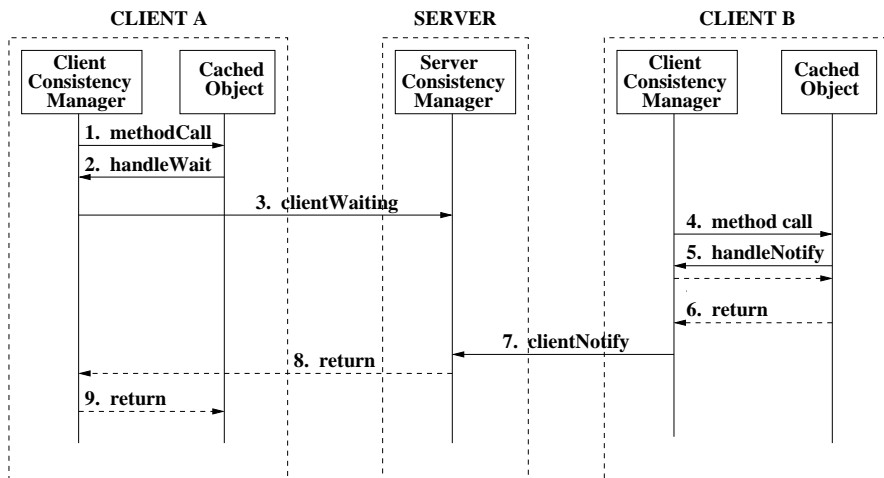 CLIENT A
SERVER
CLIENT B
Client
Consistency
Manager
Cached
Object
Server
Consistency
Manager
Client
Consistency
Manager
Cached
Object
1. methodCall
2. handleWait
3. clientWaiting
4. method call
5. handleNotify
6. return
7. clientNotify
8. return
9. return